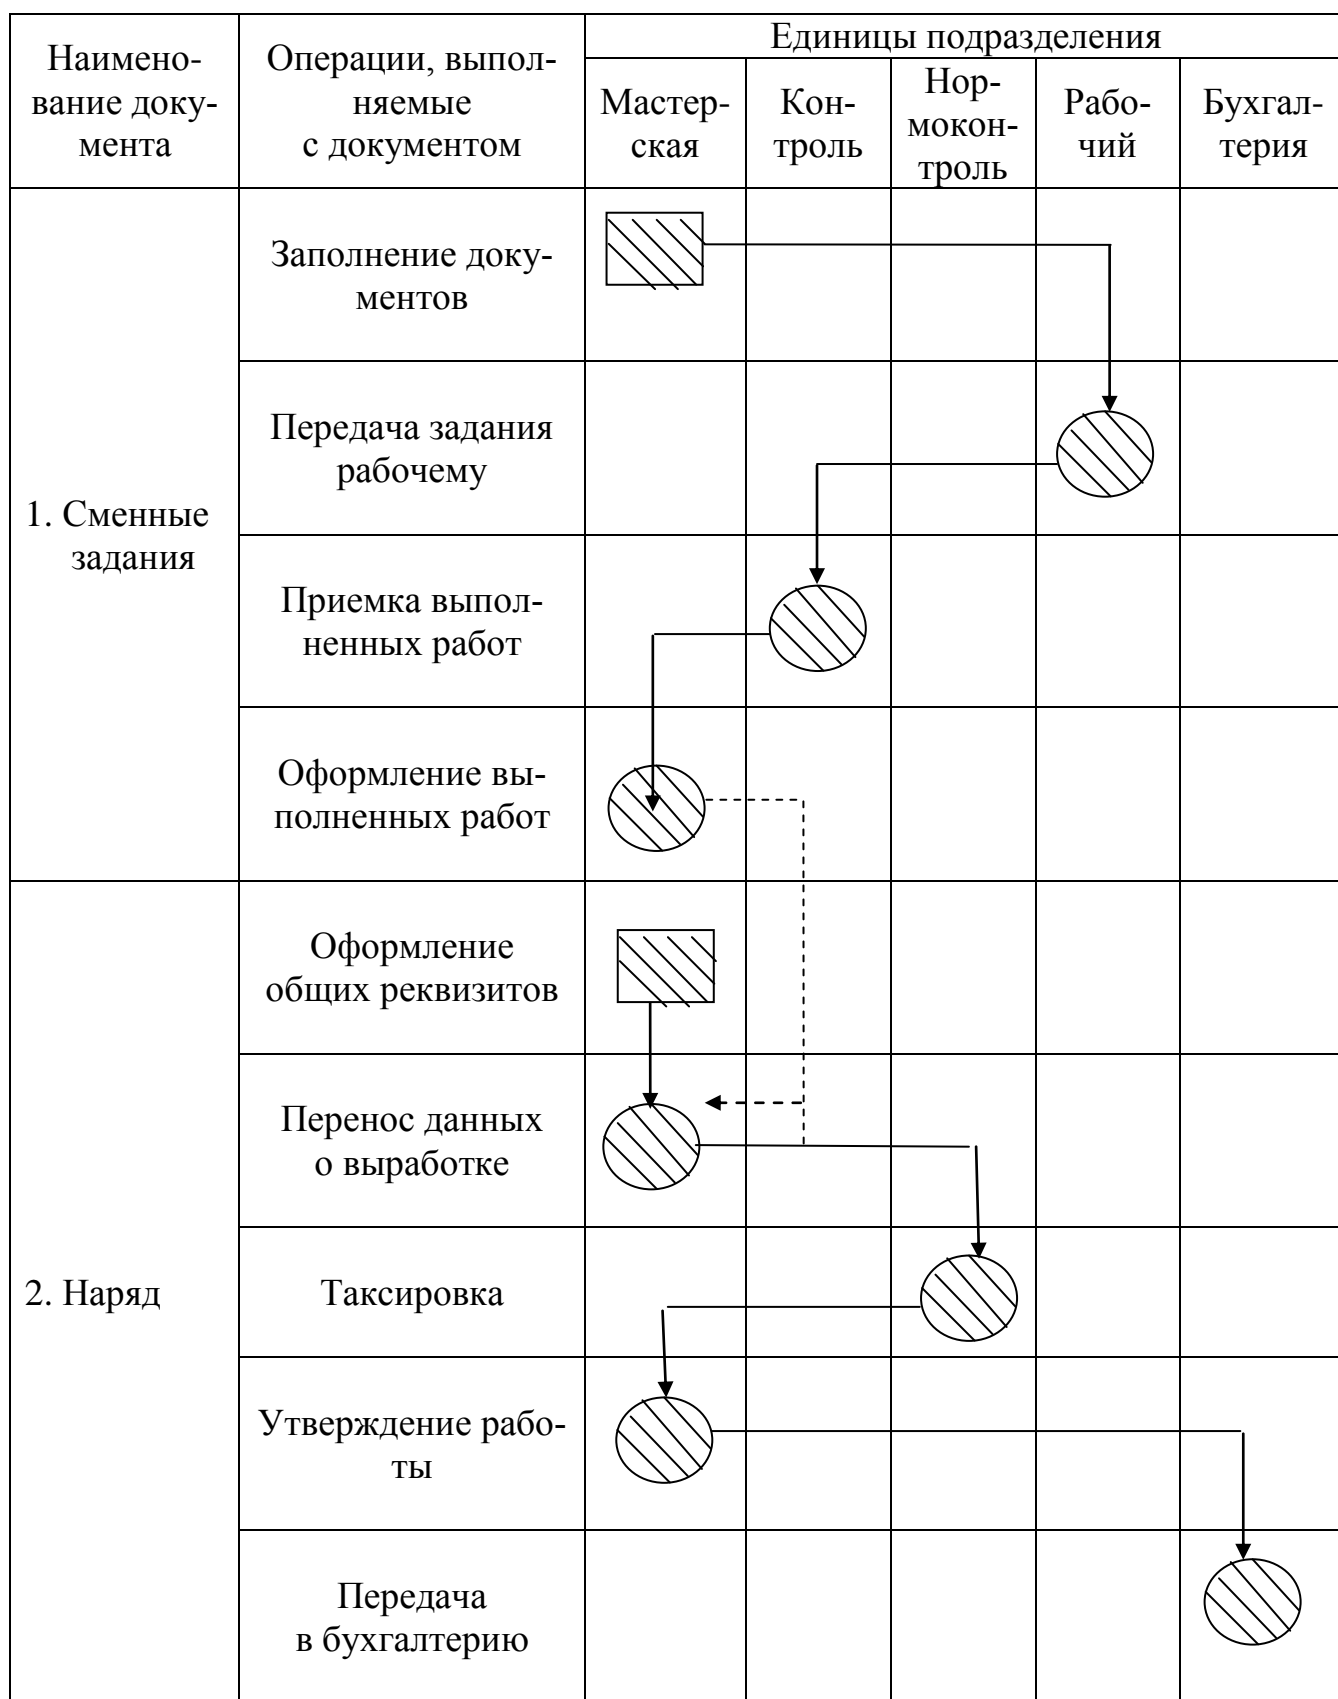 Наимено-
вание доку-
мента
Операции, выпол-
няемые
с документом
Единицы подразделения
Мастер-
ская
Кон-
троль
Нор-
мокон-
троль
Рабо-
чий
Бухгал-
терия
1. Сменные
задания
Заполнение доку-
ментов
Передача задания
рабочему
Приемка выпол-
ненных работ
Оформление вы-
полненных работ
2. Наряд
Оформление
общих реквизитов
Перенос данных
о выработке
Таксировка
Утверждение рабо-
ты
Передача
в бухгалтерию